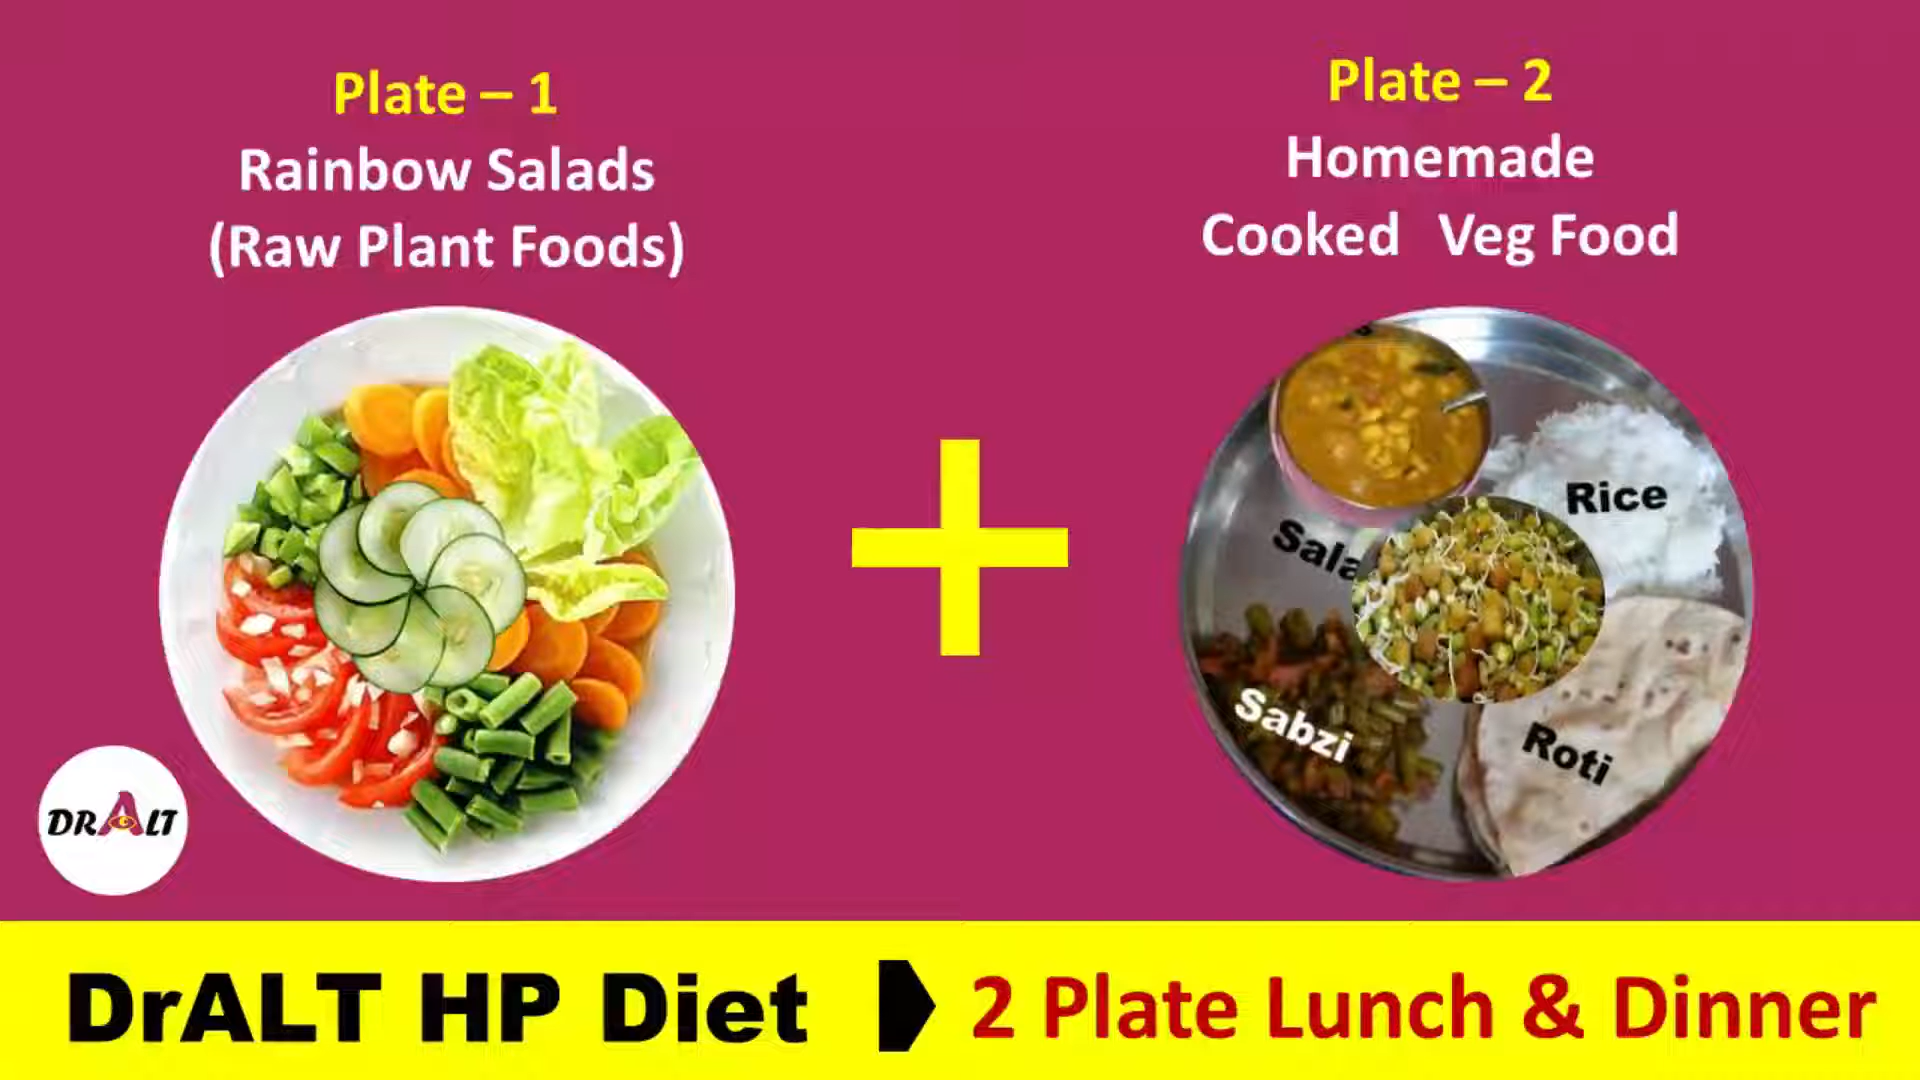 Plate – 1
Rainbow Salads
(Raw Plant Foods)
Plate – 2
Homemade
Cooked Veg Food
Rice
Sala
Sabzi
Roti
DRALT
DrALT HP Diet
2 Plate Lunch & Dinner